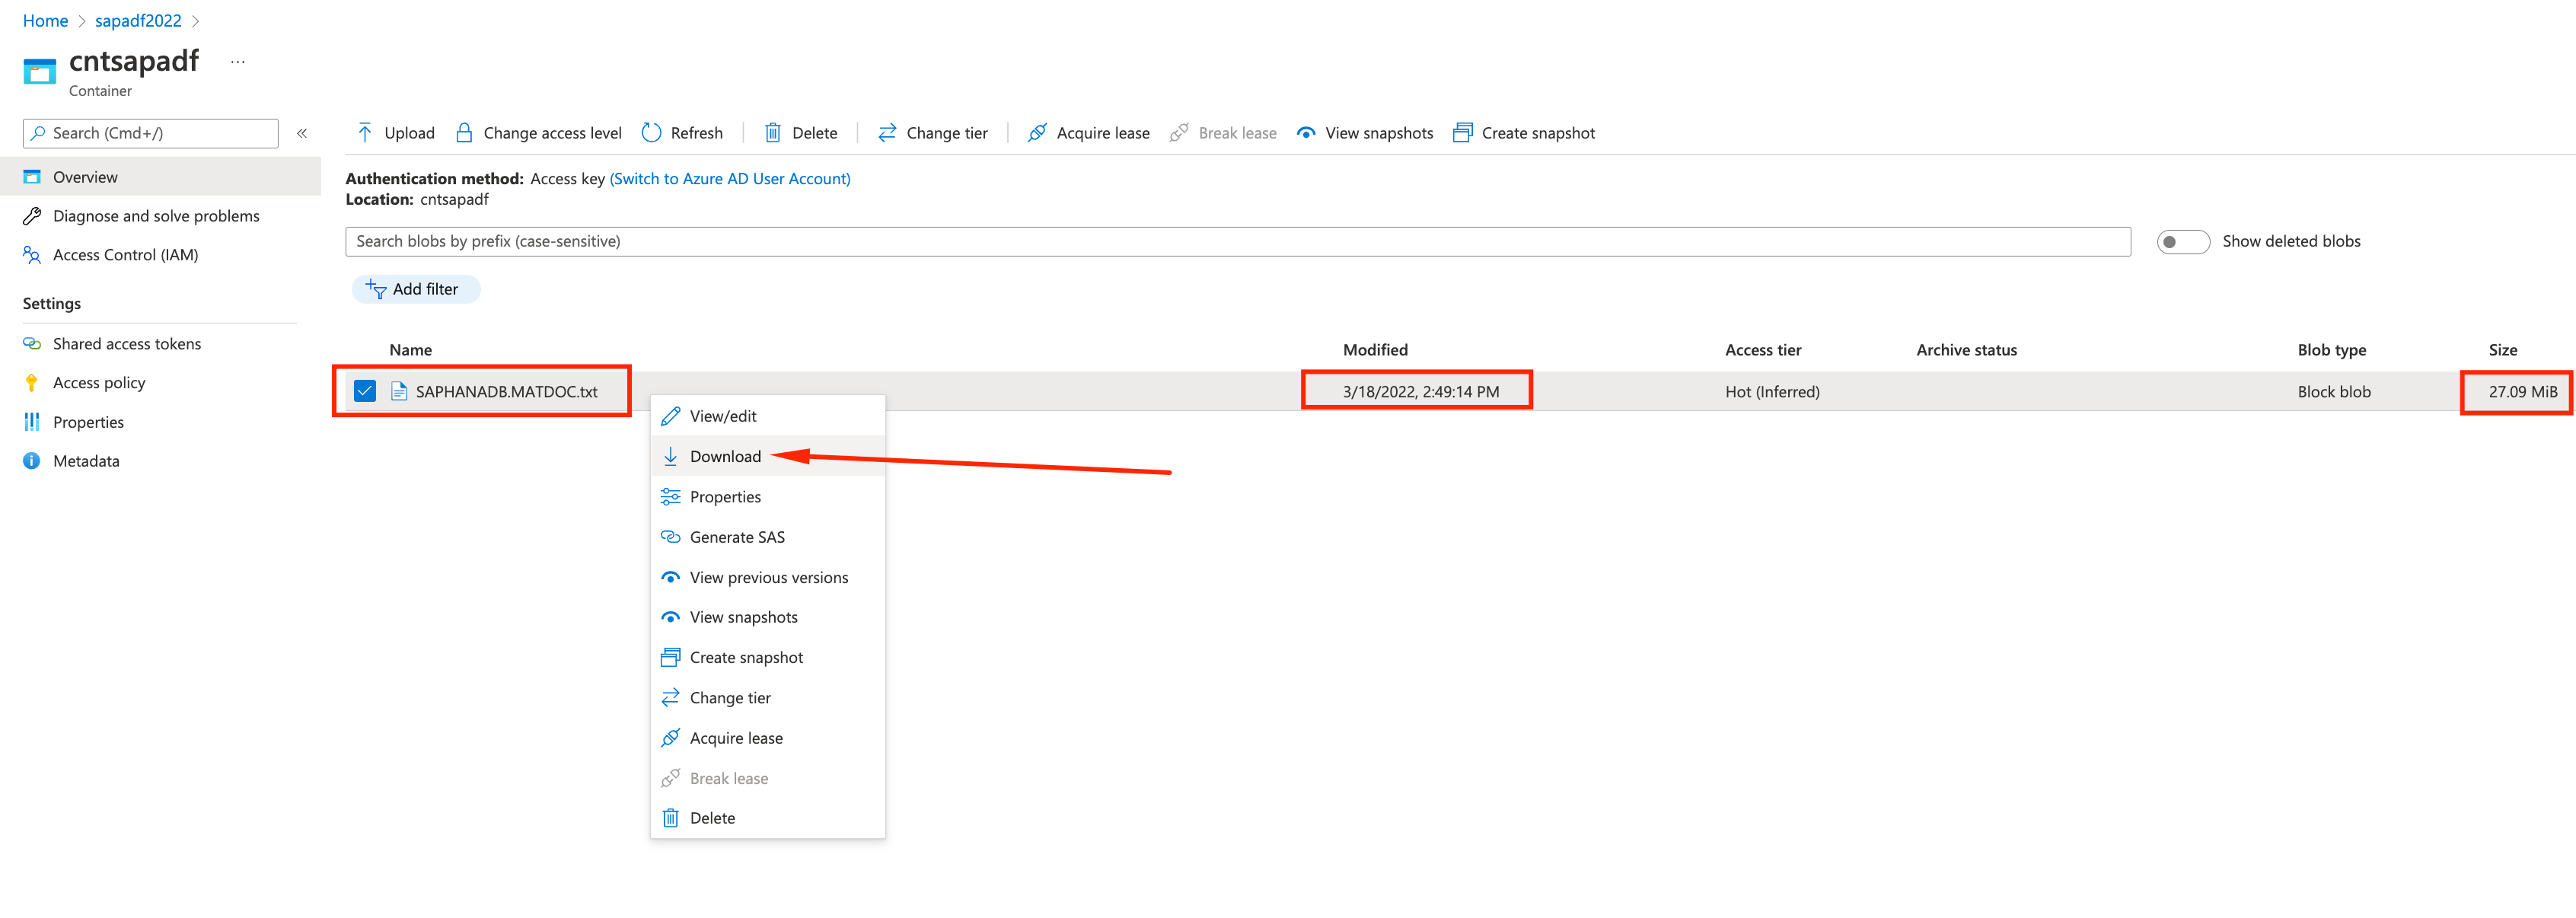 Home > sapadf2022 >
cntsapadf ...
Container
Search (Cmd+/) «
Upload Change access level Refresh Delete Change tier Acquire lease Break lease View snapshots Create snapshot
Overview
Diagnose and solve problems
Access Control (IAM)
Settings
Shared access tokens
Access policy
Properties
Metadata
Authentication method: Access key (Switch to Azure AD User Account)
Location: cntsapadf
Search blobs by prefix (case-sensitive)
Show deleted blobs
Add filter
Name Modified Access tier Archive status Blob type Size
SAPHANADB.MATDOC.txt 3/18/2022, 2:49:14 PM Hot (Inferred) Block blob 27.09 MiB
View/edit
Download
Properties
Generate SAS
View previous versions
View snapshots
Create snapshot
Change tier
Acquire lease
Break lease
Delete